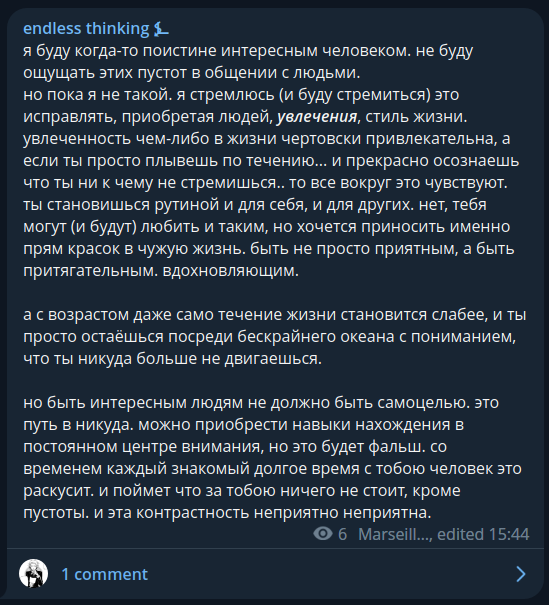 endless thinking
я буду когда-то поистине интересным человеком. не буду
ощущать этих пустот в общении с людьми.
но пока я не такой. я стремлюсь (и буду стремиться) это
исправлять, приобретая людей, увлечения, стиль жизни.
увлеченность чем-либо в жизни чертовски привлекательна, а
если ты просто плывешь по течению... и прекрасно осознаешь
что ты ни к чему не стремишься.. то все вокруг это чувствуют.
ты становишься рутиной и для себя, и для других. нет, тебя
могут (и будут) любить и таким, но хочется приносить именно
прям красок в чужую жизнь. быть не просто приятным, а быть
притягательным. вдохновляющим.
а с возрастом даже само течение жизни становится слабее, и ты
просто остаёшься посреди бескрайнего океана с пониманием,
что ты никуда больше не двигаешься.
но быть интересным людям не должно быть самоцелью. это
путь в никуда. можно приобрести навыки нахождения в
постоянном центре внимания, но это будет фальш. со
временем каждый знакомый долгое время с тобою человек это
раскусит. и поймет что за тобою ничего не стоит, кроме
пустоты. и эта контрастность неприятно неприятна.
6 Marseill..., edited 15:44
1 comment